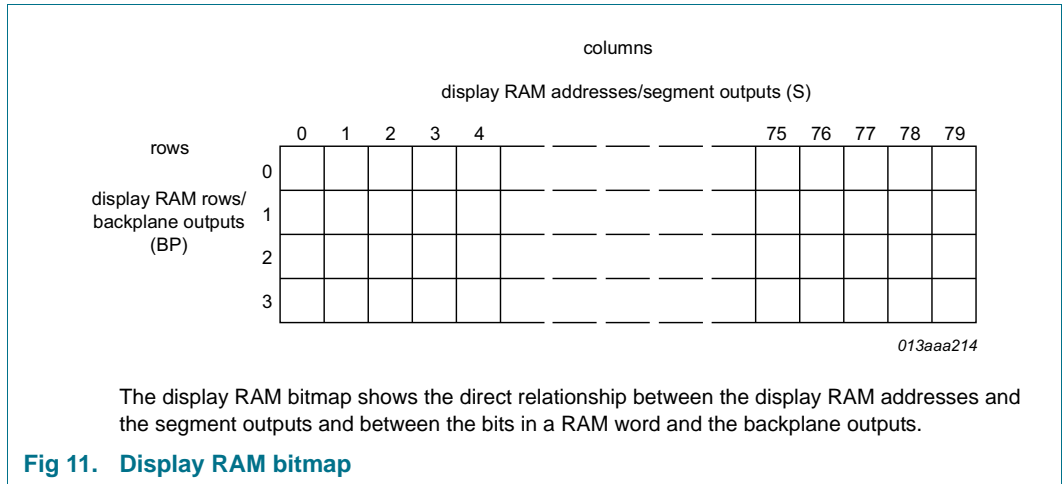 columns
display RAM addresses/segment outputs (S)
0 1 2 3 4 75 76 77 78 79
rows
0
display RAM rows/
backplane outputs
(BP)
1
2
3
013aaa214
The display RAM bitmap shows the direct relationship between the display RAM addresses and
the segment outputs and between the bits in a RAM word and the backplane outputs.
Fig 11. Display RAM bitmap